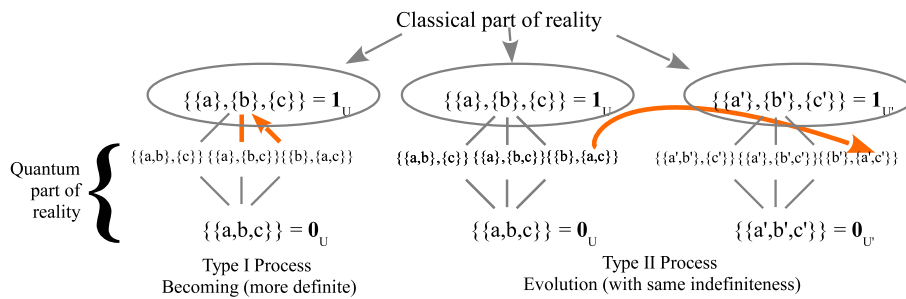 Classical part of reality
{{a},{b},{c}} = 1U {{a},{b},{c}} = 1U {{a'},{b'},{c'}} = 1U'
{{a,b},{c}} {{a},{b,c}} {{b},{a,c}} {{a,b},{c}} {{a},{b,c}} {{b},{a,c}} {{a',b'},{c'}} {{a'},{b',c'}} {{b'},{a',c'}}
Quantum
part of
reality
{
{{a,b,c}} = 0U {{a,b,c}} = 0U {{a',b',c'}} = 0U'
Type I Process
Becoming (more definite)
Type II Process
Evolution (with same indefiniteness)